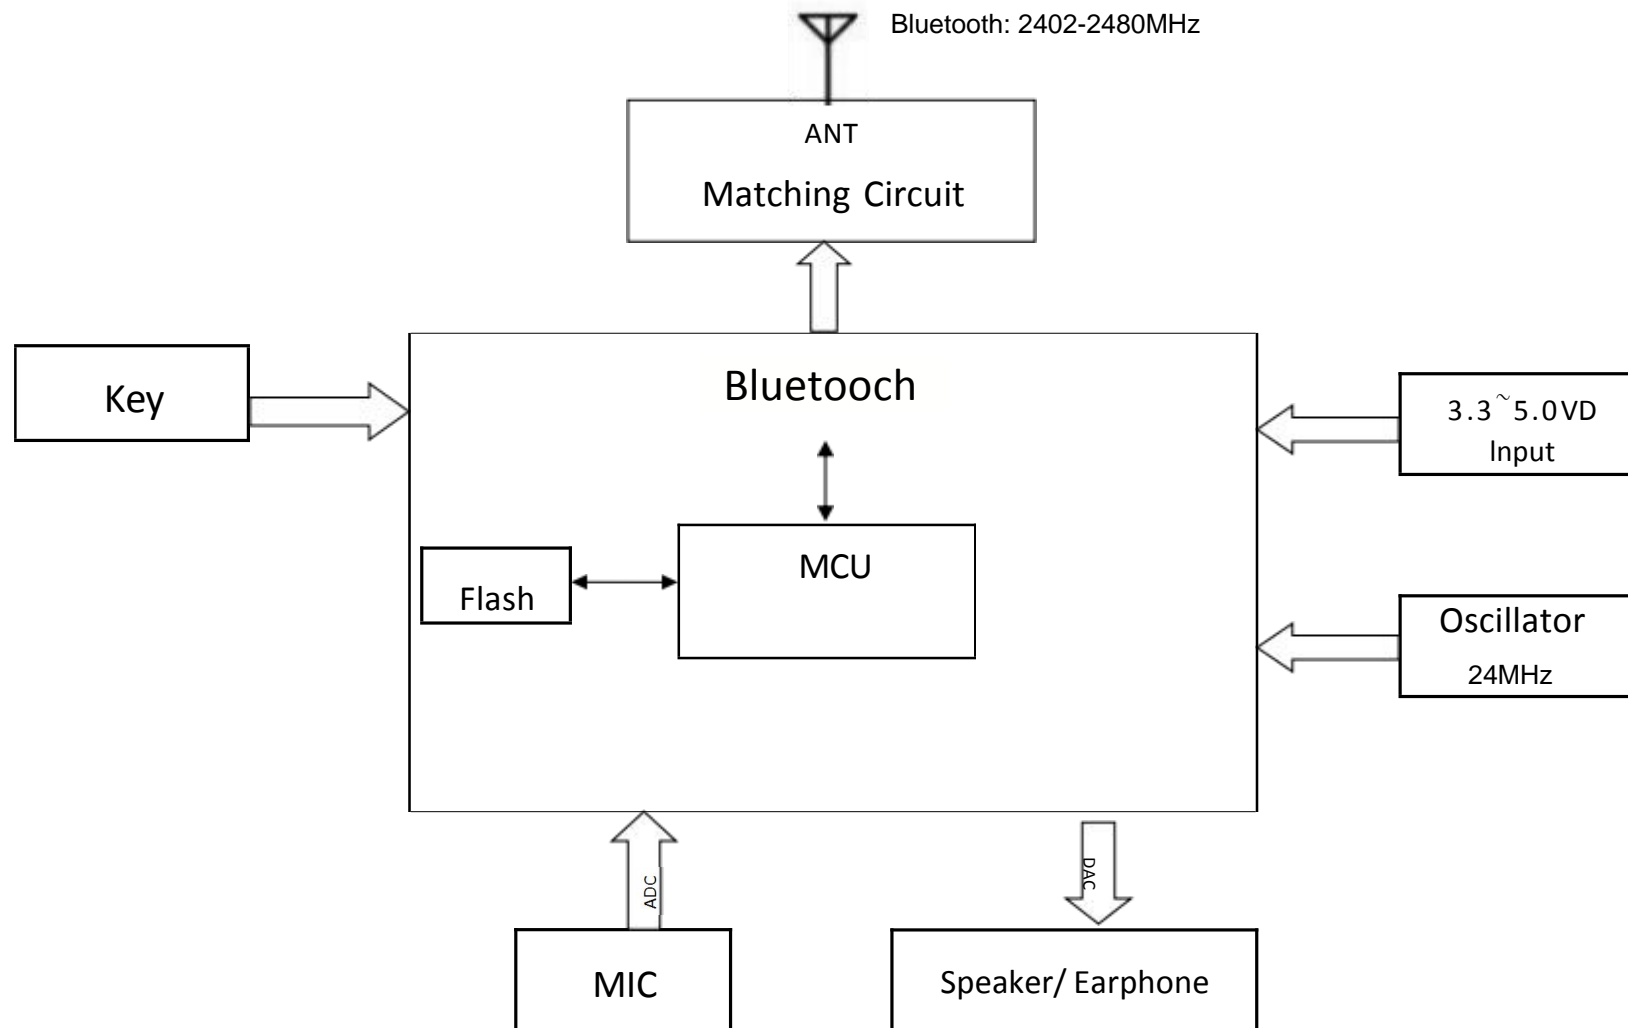 Bluetooth: 2402-2480MHz
ANT
Matching Circuit
Key
Bluetooch
3.3~5.0VD
Input
MCU
Flash
Oscillator
24MHz
ADC
DAC
MIC
Speaker/ Earphone